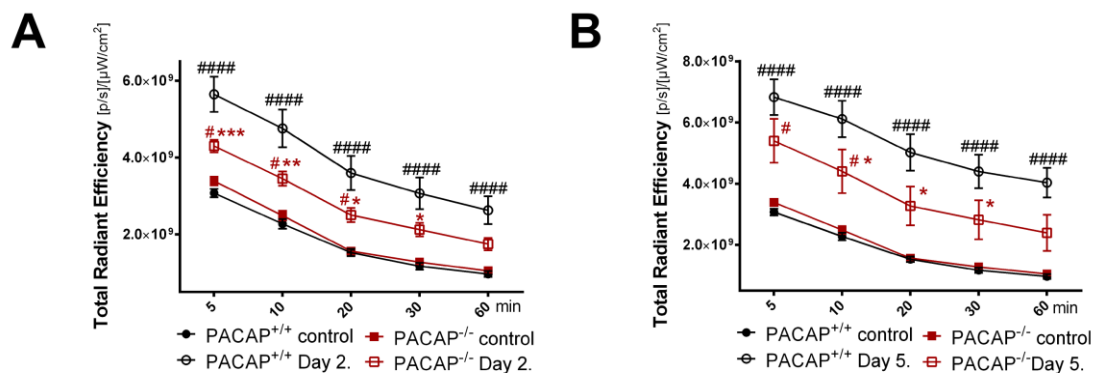 A
Total Radiant Efficiency [p/s]/[µW/cm²]
6.0×10⁹
4.0×10⁹
2.0×10⁹
####
####
####
####
####
#***
#**
#*
*
5 10 20 30 60 min
PACAP⁺/⁺ control PACAP⁻/⁻ control
PACAP⁺/⁺ Day 2. PACAP⁻/⁻ Day 2.
B
Total Radiant Efficiency [p/s]/[µW/cm²]
8.0×10⁹
6.0×10⁹
4.0×10⁹
2.0×10⁹
####
####
####
####
####
#
# *
*
*
5 10 20 30 60 min
PACAP⁺/⁺ control PACAP⁻/⁻ control
PACAP⁺/⁺ Day 5. PACAP⁻/⁻Day 5.